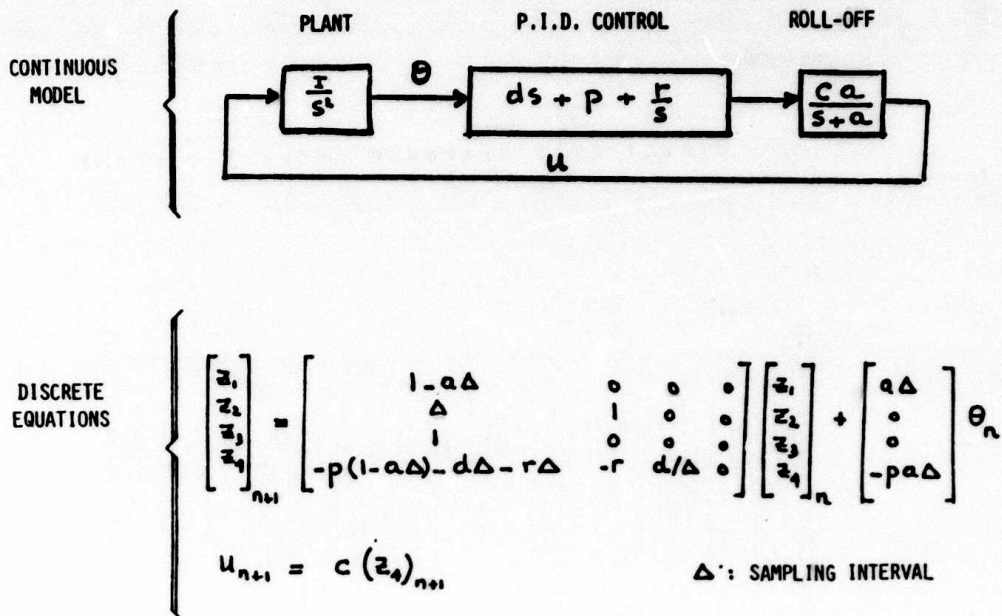 PLANT P.I.D. CONTROL ROLL-OFF
CONTINUOUS
MODEL
I/S² θ ds + p + r/s ca/(s+a)
u
DISCRETE
EQUATIONS
[z₁ z₂ z₃ z₄]ₙ₊₁ = [1-aΔ 0 0 0
Δ 1 0 0
1 0 0 0
-p(1-aΔ)-dΔ-rΔ -r d/Δ 0] [z₁ z₂ z₃ z₄]ₙ + [aΔ 0 0 -paΔ] θₙ
uₙ₊₁ = c(z₄)ₙ₊₁
Δ : SAMPLING INTERVAL